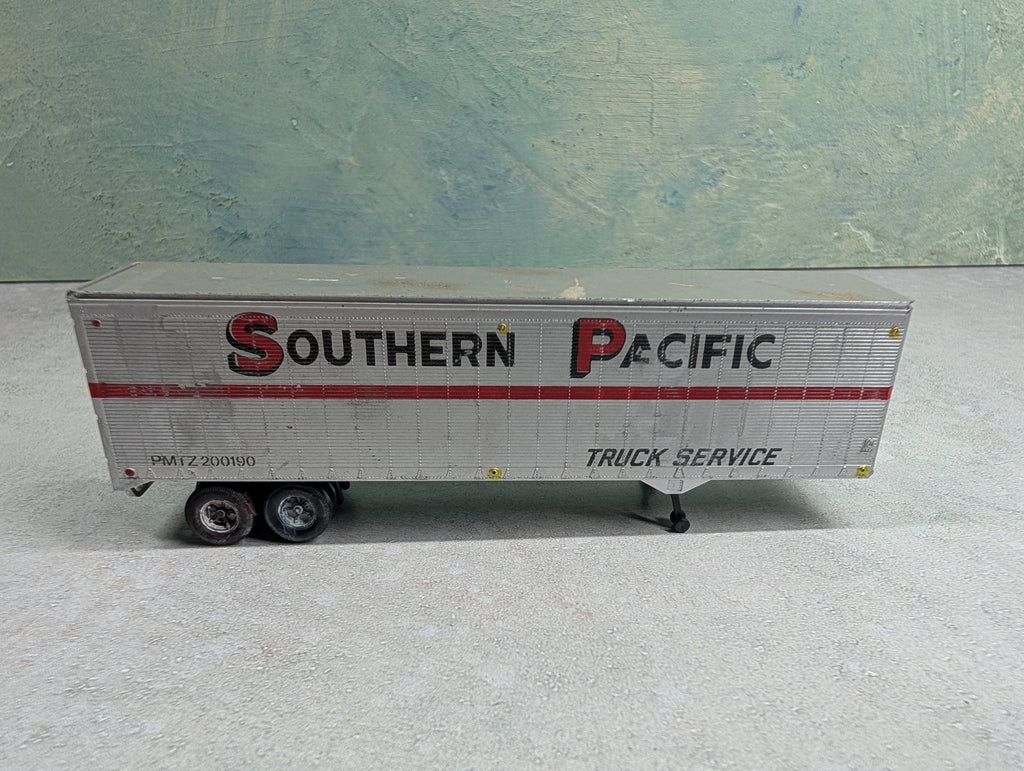 SOUTHERN PACIFIC
PMTZ 200190
TRUCK SERVICE